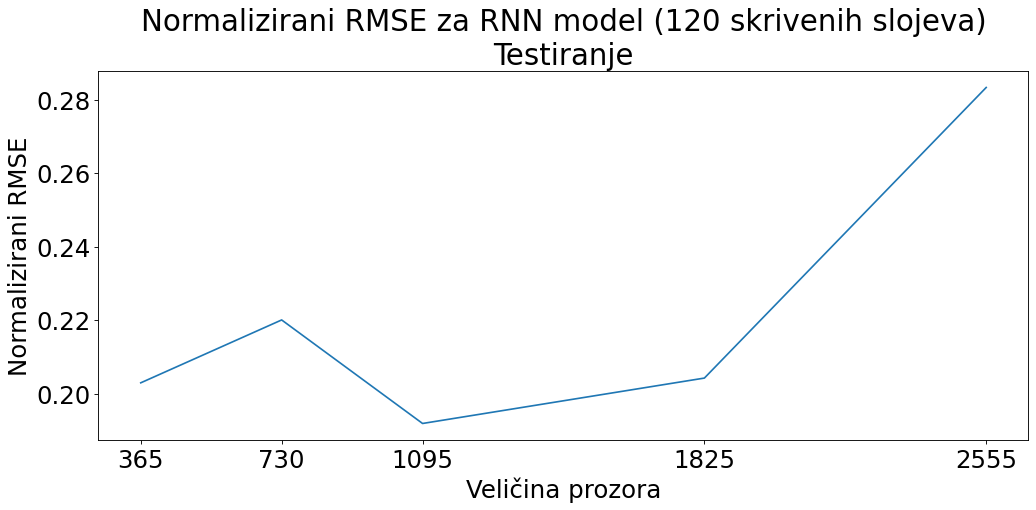 Normalizirani RMSE za RNN model (120 skrivenih slojeva)
Testiranje
Normalizirani RMSE
0.28
0.26
0.24
0.22
0.20
365 730 1095 1825 2555
Veličina prozora